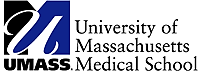 UMASS.
University of
Massachusetts
Medical School